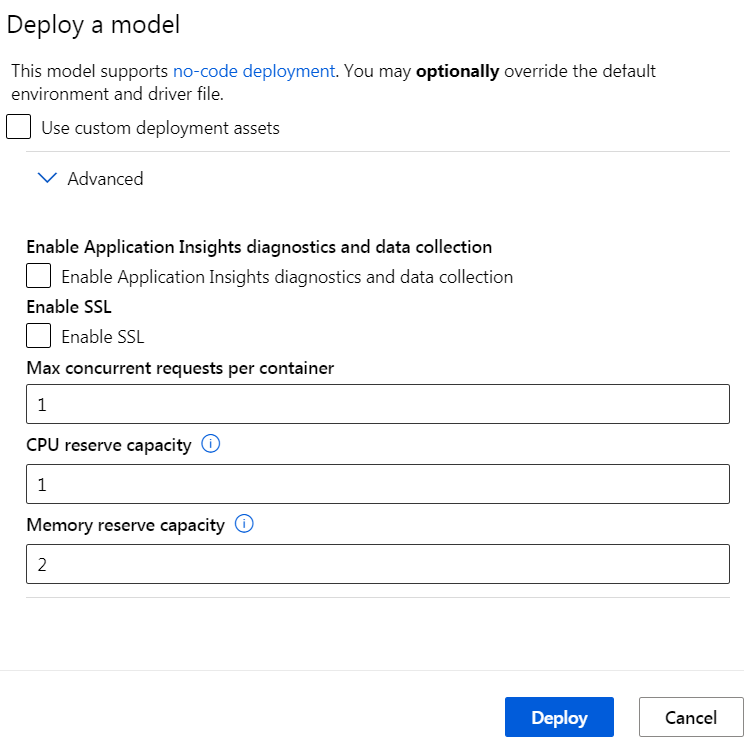 Deploy a model
This model supports no-code deployment. You may optionally override the default
environment and driver file.
Use custom deployment assets
Advanced
Enable Application Insights diagnostics and data collection
Enable Application Insights diagnostics and data collection
Enable SSL
Enable SSL
Max concurrent requests per container
1
CPU reserve capacity
1
Memory reserve capacity
2
Deploy Cancel